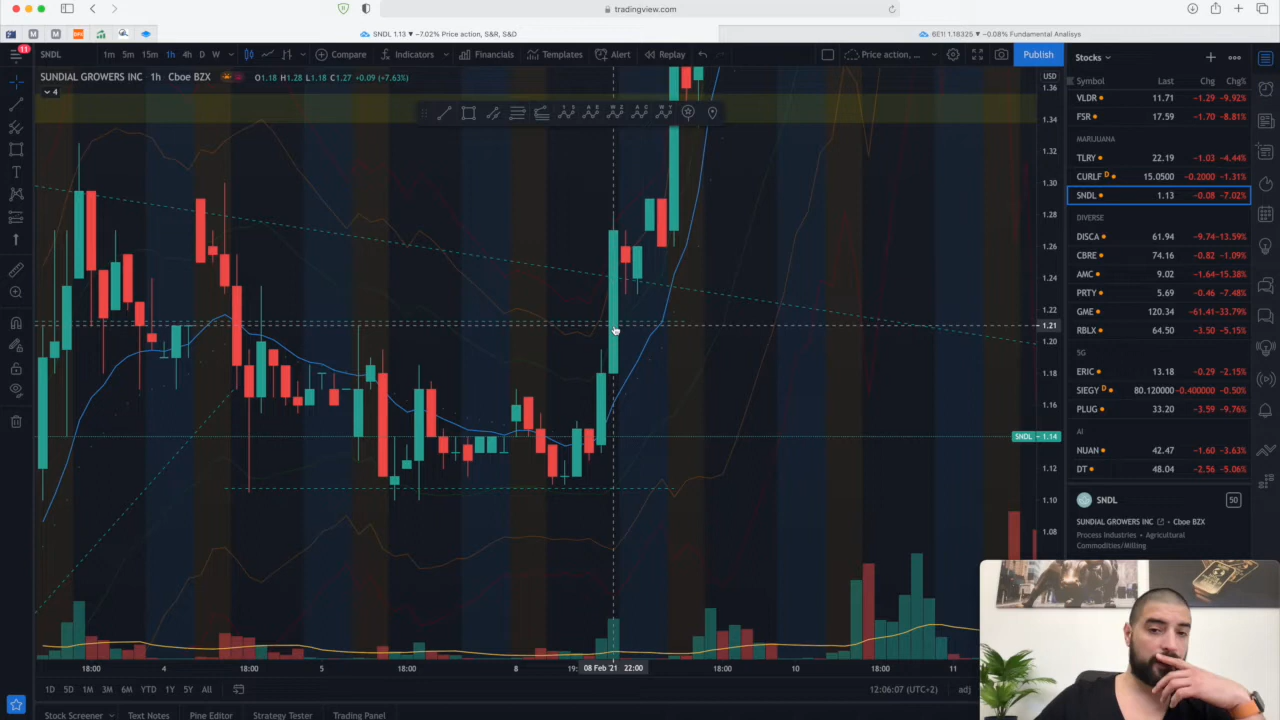 tradingview.com
SNDL 1.13 ▼ −7.02% Price action, S&R, S&D
6E1! 1.18325 ▼ −0.08% Fundamental Analisys
11
SNDL
1m 5m 15m 1h 4h D W
Compare
Indicators
Financials
Templates
Alert
Replay
Price action, ...
Publish
SUNDIAL GROWERS INC • 1h • Cboe BZX
O1.18 H1.28 L1.18 C1.27 +0.09 (+7.63%)
4
USD
1.36
1.34
1.32
1.30
1.28
1.26
1.24
1.22
1.21
1.20
1.18
1.16
SNDL 1.14
1.12
1.10
1.08
18:00 4 18:00 5 18:00 8 19: 08 Feb '21 22:00 18:00 10 18:00 11
1D 5D 1M 3M 6M YTD 1Y 5Y All
12:06:07 (UTC+2)
adj
Stock Screener
Text Notes
Pine Editor
Strategy Tester
Trading Panel
Stocks
Symbol Last Chg Chg%
VLDR 11.71 −1.29 −9.92%
FSR 17.59 −1.70 −8.81%
MARIJUANA
TLRY 22.19 −1.03 −4.44%
CURLF D 15.0500 −0.2000 −1.31%
SNDL 1.13 −0.08 −7.02%
DIVERSE
DISCA 61.94 −9.74 −13.59%
CBRE 74.16 −0.82 −1.09%
AMC 9.02 −1.64 −15.38%
PRTY 5.69 −0.46 −7.48%
GME 120.34 −61.41 −33.79%
RBLX 64.50 −3.50 −5.15%
5G
ERIC 13.18 −0.29 −2.15%
SIEGY D 80.120000 −0.400000 −0.50%
PLUG 33.20 −3.59 −9.76%
AI
NUAN 42.47 −1.60 −3.63%
DT 48.04 −2.56 −5.06%
SNDL
50
SUNDIAL GROWERS INC • Cboe BZX
Process Industries • Agricultural
Commodities/Milling